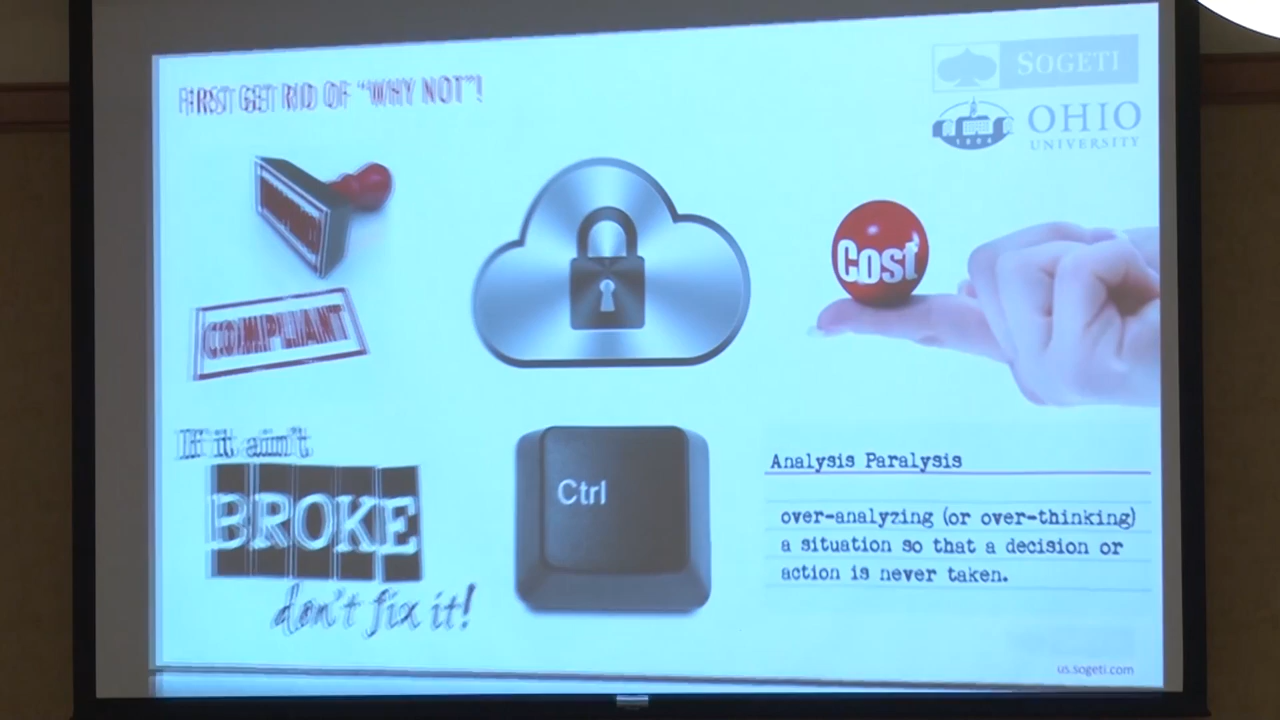 FIRST GET RID OF “WHY NOT”!
SOGETI
OHIO
UNIVERSITY
1804
COMPLIANT
Cost
If it ain't
BROKE
don't fix it!
Ctrl
Analysis Paralysis
over-analyzing (or over-thinking)
a situation so that a decision or
action is never taken.
us.sogeti.com